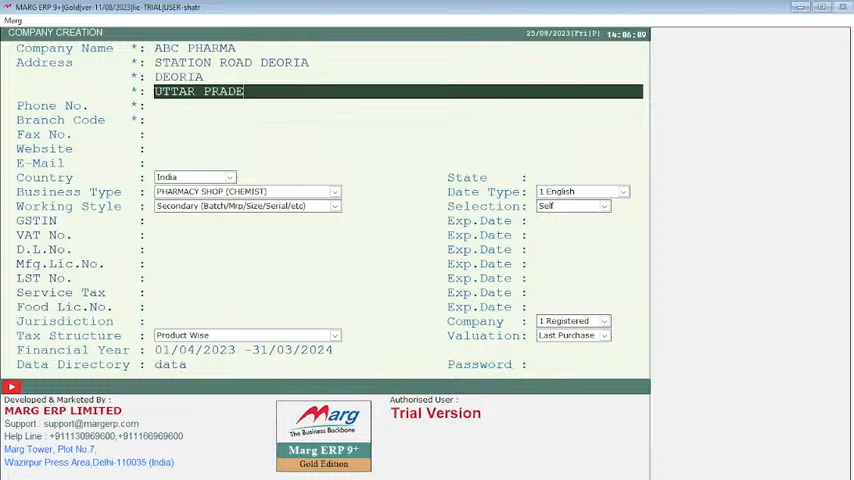 MARG ERP 9+|Gold|ver-11/08/2023|lic-TRIAL|USER-shatr
Marg
COMPANY CREATION 25/08/2023|Fri|P| 14:06:09
Company Name *: ABC PHARMA
Address *: STATION ROAD DEORIA
*: DEORIA
*: UTTAR PRADE
Phone No. *:
Branch Code *:
Fax No. :
Website :
E-Mail :
Country : India State :
Business Type : PHARMACY SHOP (CHEMIST) Date Type: 1 English
Working Style : Secondary (Batch/Mrp/Size/Serial/etc) Selection: Self
GSTIN : Exp.Date :
VAT No. : Exp.Date :
D.L.No. : Exp.Date :
Mfg.Lic.No. : Exp.Date :
LST No. : Exp.Date :
Service Tax : Exp.Date :
Food Lic.No. : Exp.Date :
Jurisdiction : Company : 1 Registered
Tax Structure : Product Wise Valuation: Last Purchase
Financial Year : 01/04/2023 -31/03/2024
Data Directory : data Password :
Developed & Marketed By :
MARG ERP LIMITED
Support : support@margerp.com
Help Line : +911130969600,+911166969600
Marg Tower, Plot No.7,
Wazirpur Press Area,Delhi-110035 (India)
Marg
The Business Backbone
Marg ERP 9+
Gold Edition
Authorised User :
Trial Version